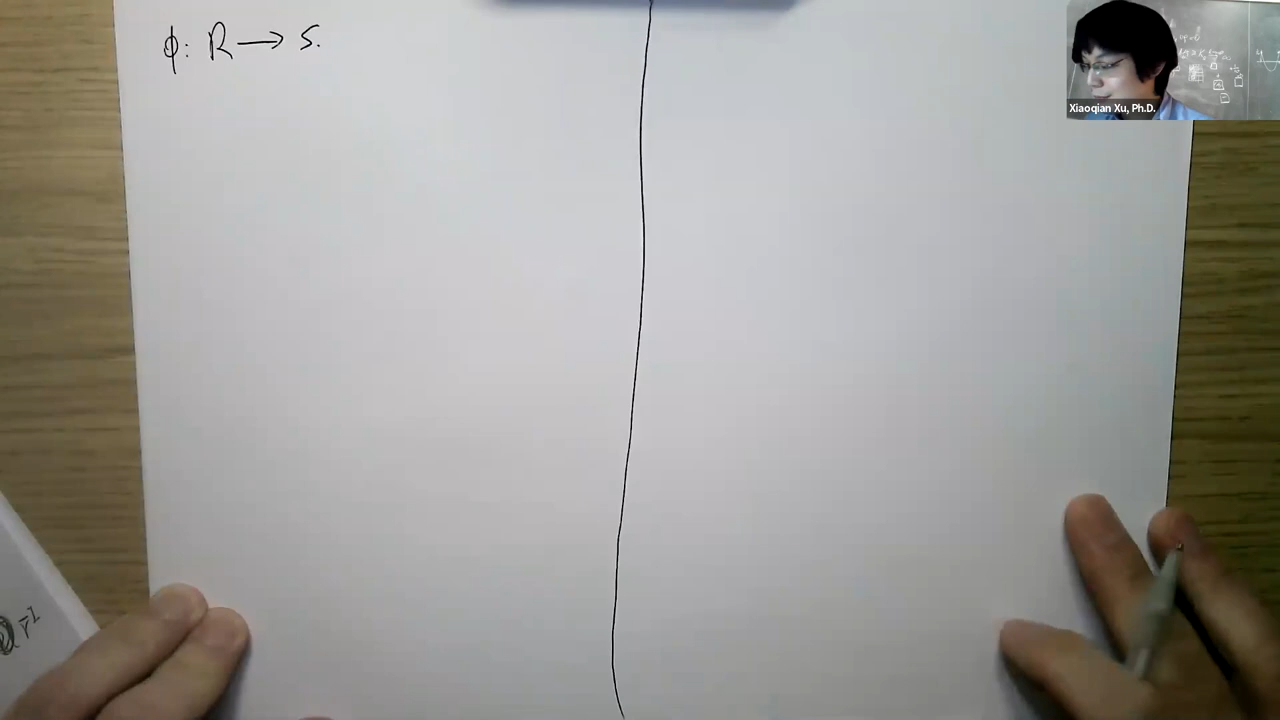 ϕ: R ⟶ S.
Xiaoqian Xu, Ph.D.